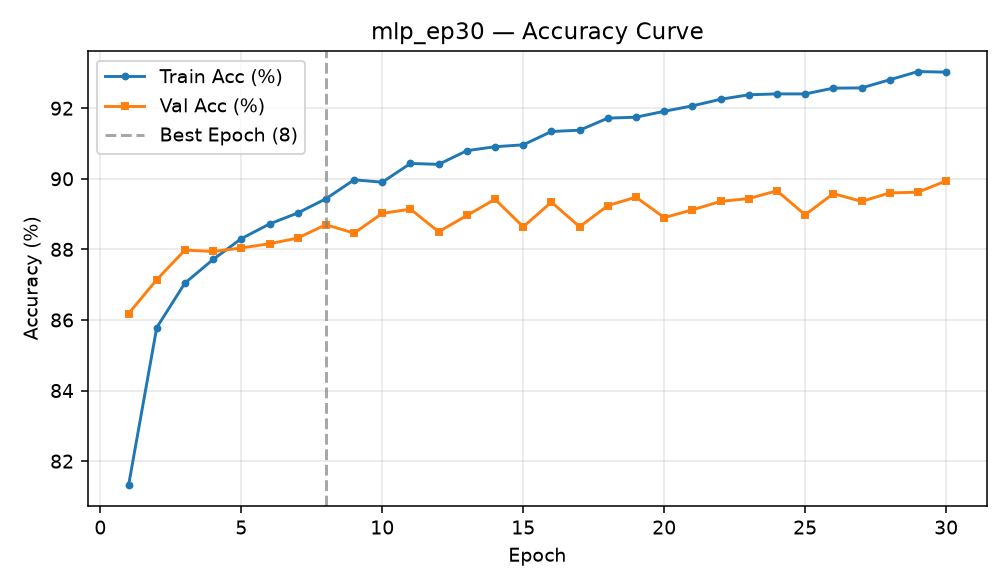 mlp_ep30 — Accuracy Curve
Train Acc (%)
Val Acc (%)
Best Epoch (8)
Accuracy (%)
92
90
88
86
84
82
0 5 10 15 20 25 30
Epoch